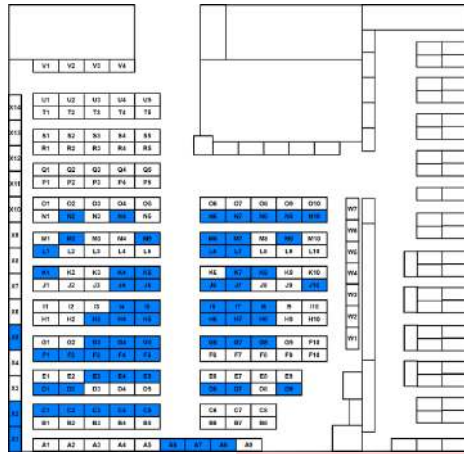 V1 V2 V3 V4
U1 U2 U3 U4 U5
T1 T2 T3 T4 T5
X14
S1 S2 S3 S4 S5
R1 R2 R3 R4 R5
X13
X12
Q1 Q2 Q3 Q4 Q5
P1 P2 P3 P4 P5
X11
O1 O2 O3 O4 O5
N1 N2 N3 N4 N5
X10
O6 O7 O8 O9 O10
N6 N7 N8 N9 N10
W7
M1 M2 M3 M4 M5
L1 L2 L3 L4 L5
X9
M6 M7 M8 M9 M10
L6 L7 L8 L9 L10
W6
X8
W5
K1 K2 K3 K4 K5
J1 J2 J3 J4 J5
X7
K6 K7 K8 K9 K10
J6 J7 J8 J9 J10
W4
W3
I1 I2 I3 I4 I5
H1 H2 H3 H4 H5
X6
I6 I7 I8 I9 I10
H6 H7 H8 H9 H10
W2
X5
W1
G1 G2 G3 G4 G5
F1 F2 F3 F4 F5
X4
G6 G7 G8 G9 F10
F6 F7 F8 F9 F10
E1 E2 E3 E4 E5
D1 D2 D3 D4 D5
X3
E6 E7 E8 E9
D6 D7 D8 D9
C1 C2 C3 C4 C5
B1 B2 B3 B4 B5
X2
C6 C7 C8
B6 B7 B8
X1
A1 A2 A3 A4 A5 A6 A7 A8 A9